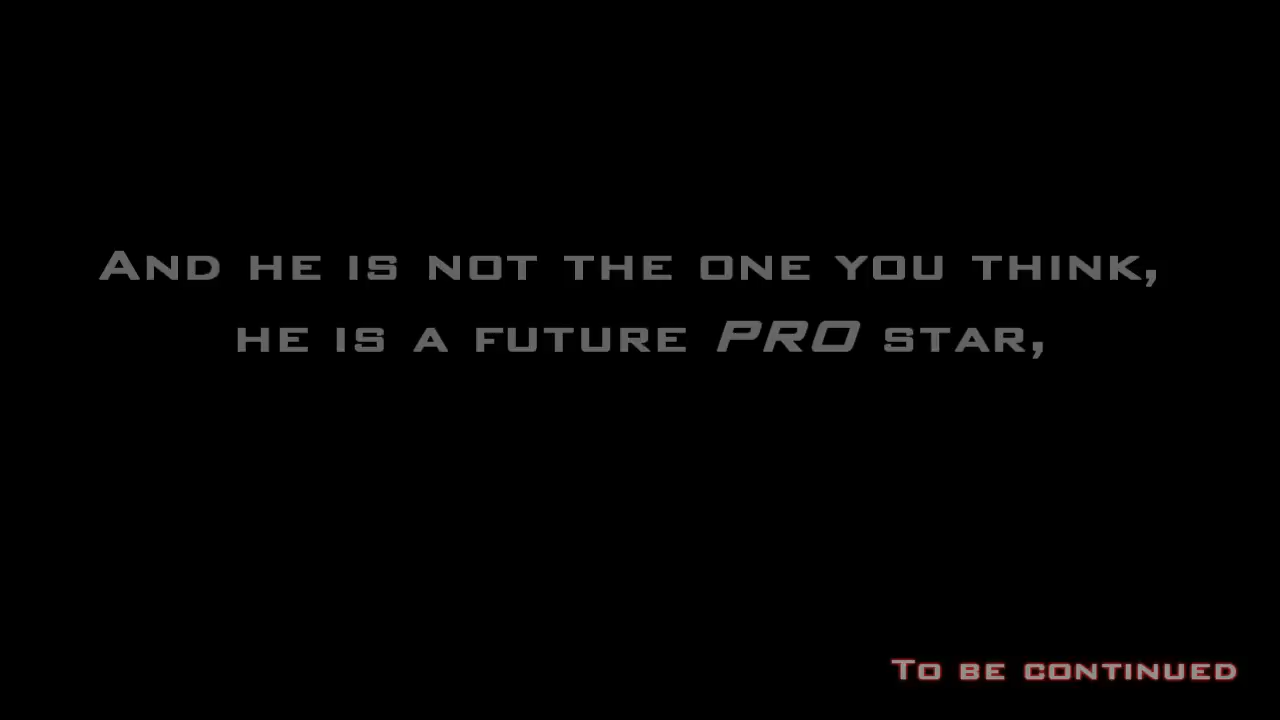 And he is not the one you think,
he is a future PRO star,
To be continued